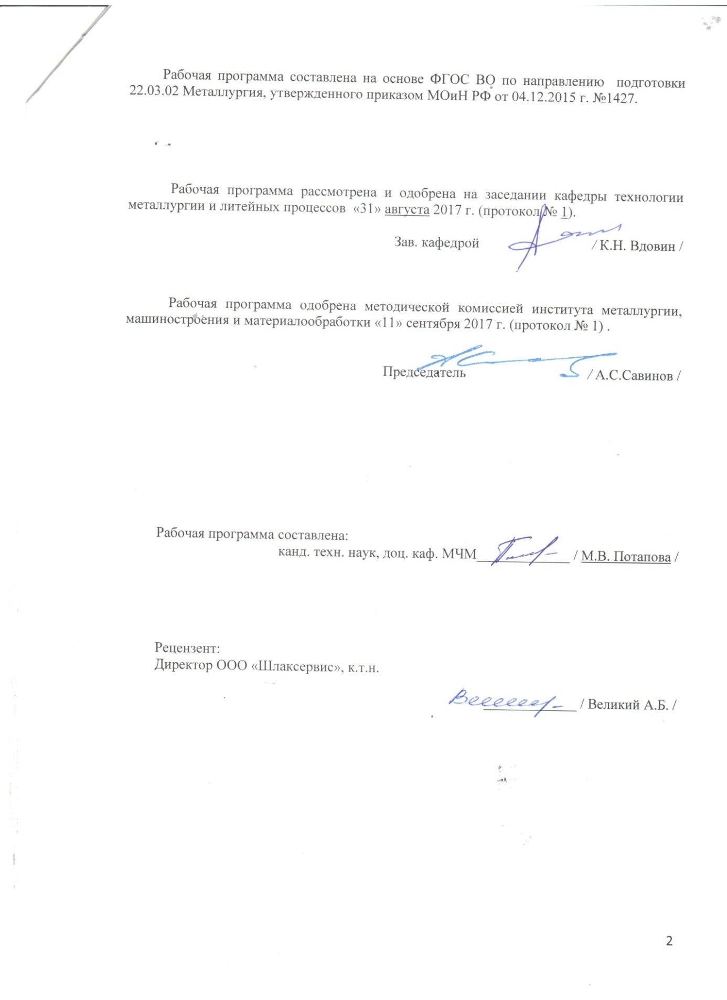 Рабочая программа составлена на основе ФГОС ВО по направлению подготовки
22.03.02 Металлургия, утвержденного приказом МОиН РФ от 04.12.2015 г. №1427.
Рабочая программа рассмотрена и одобрена на заседании кафедры технологии
металлургии и литейных процессов «31» августа 2017 г. (протокол № 1).
Зав. кафедрой / К.Н. Вдовин /
Рабочая программа одобрена методической комиссией института металлургии,
машиностроения и материалообработки «11» сентября 2017 г. (протокол № 1) .
Председатель / А.С.Савинов /
Рабочая программа составлена:
канд. техн. наук, доц. каф. МЧМ_____________ / М.В. Потапова /
Рецензент:
Директор ООО «Шлаксервис», к.т.н.
_____________ / Великий А.Б. /
2